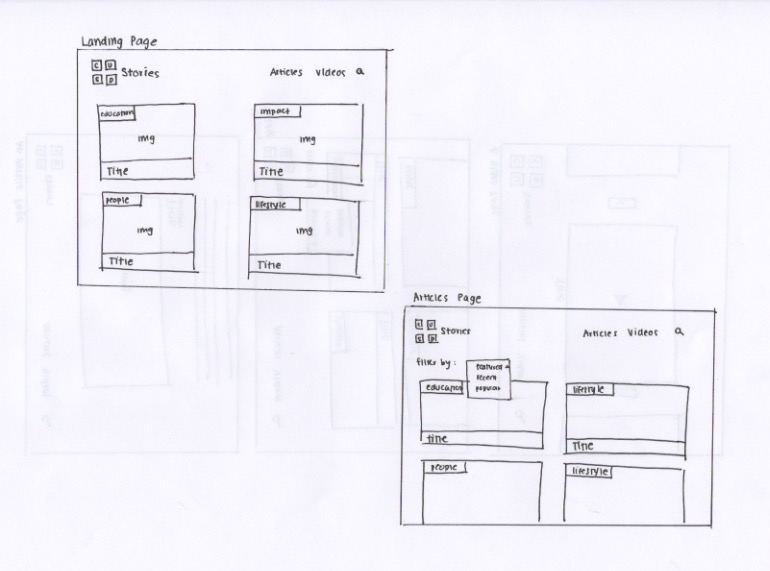 Landing Page
C U
S D Stories
Articles Videos
education
impact
img
img
Title
Title
people
lifestyle
img
img
Title
Title
Articles Page
C U
S D Stories
Articles Videos
filter by:
featured
recent
popular
education
lifestyle
title
Title
people
lifestyle